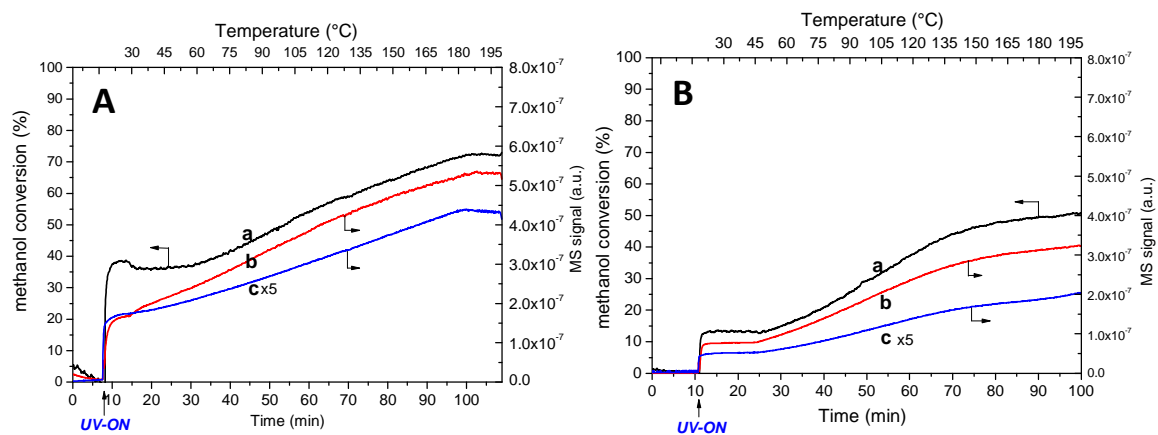 Temperature (°C)
30 45 60 75 90 105 120 135 150 165 180 195
methanol conversion (%)
100
90
80
70
60
50
40
30
20
10
0
A
a
b
c x5
8.0x10-7
7.0x10-7
6.0x10-7
5.0x10-7
4.0x10-7
3.0x10-7
2.0x10-7
1.0x10-7
0.0
MS signal (a.u.)
0 10 20 30 40 50 60 70 80 90 100
UV-ON
Time (min)
Temperature (°C)
30 45 60 75 90 105 120 135 150 165 180 195
methanol conversion (%)
100
90
80
70
60
50
40
30
20
10
0
B
a
b
c x5
8.0x10-7
7.0x10-7
6.0x10-7
5.0x10-7
4.0x10-7
3.0x10-7
2.0x10-7
1.0x10-7
0.0
MS signal (a.u.)
0 10 20 30 40 50 60 70 80 90 100
UV-ON
Time (min)